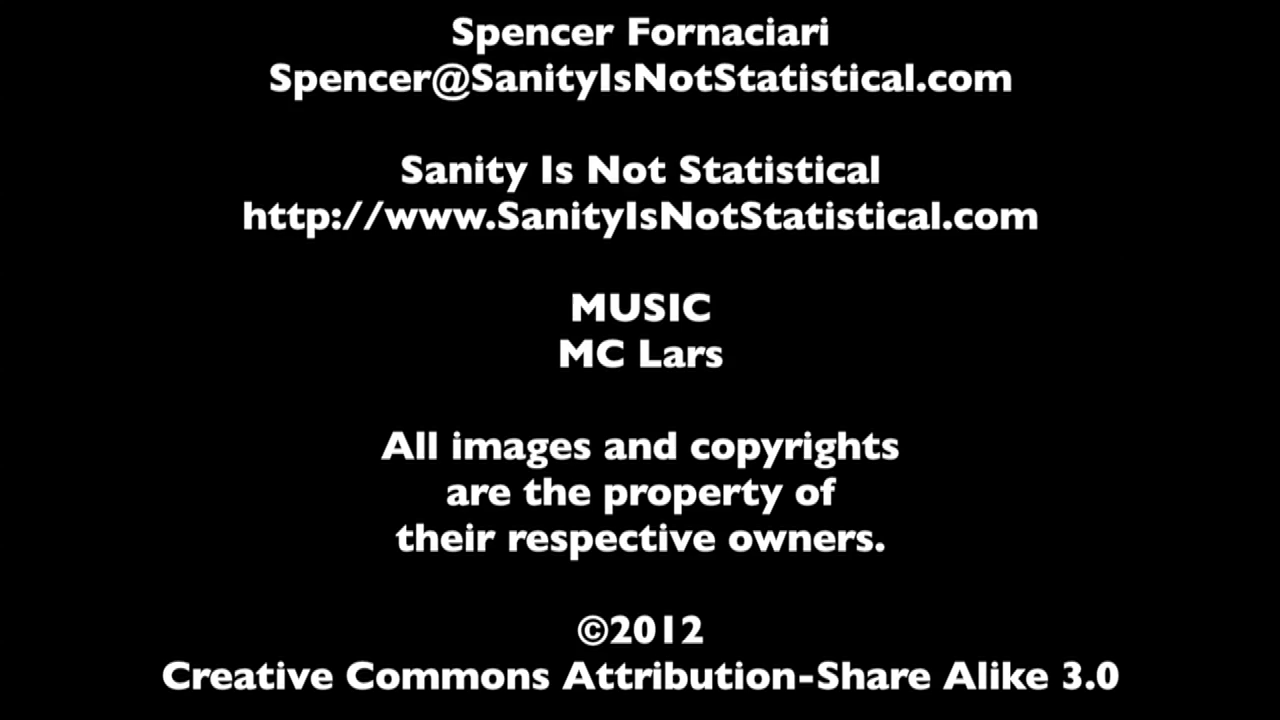 Spencer Fornaciari
Spencer@SanityIsNotStatistical.com
Sanity Is Not Statistical
http://www.SanityIsNotStatistical.com
MUSIC
MC Lars
All images and copyrights
are the property of
their respective owners.
©2012
Creative Commons Attribution-Share Alike 3.0